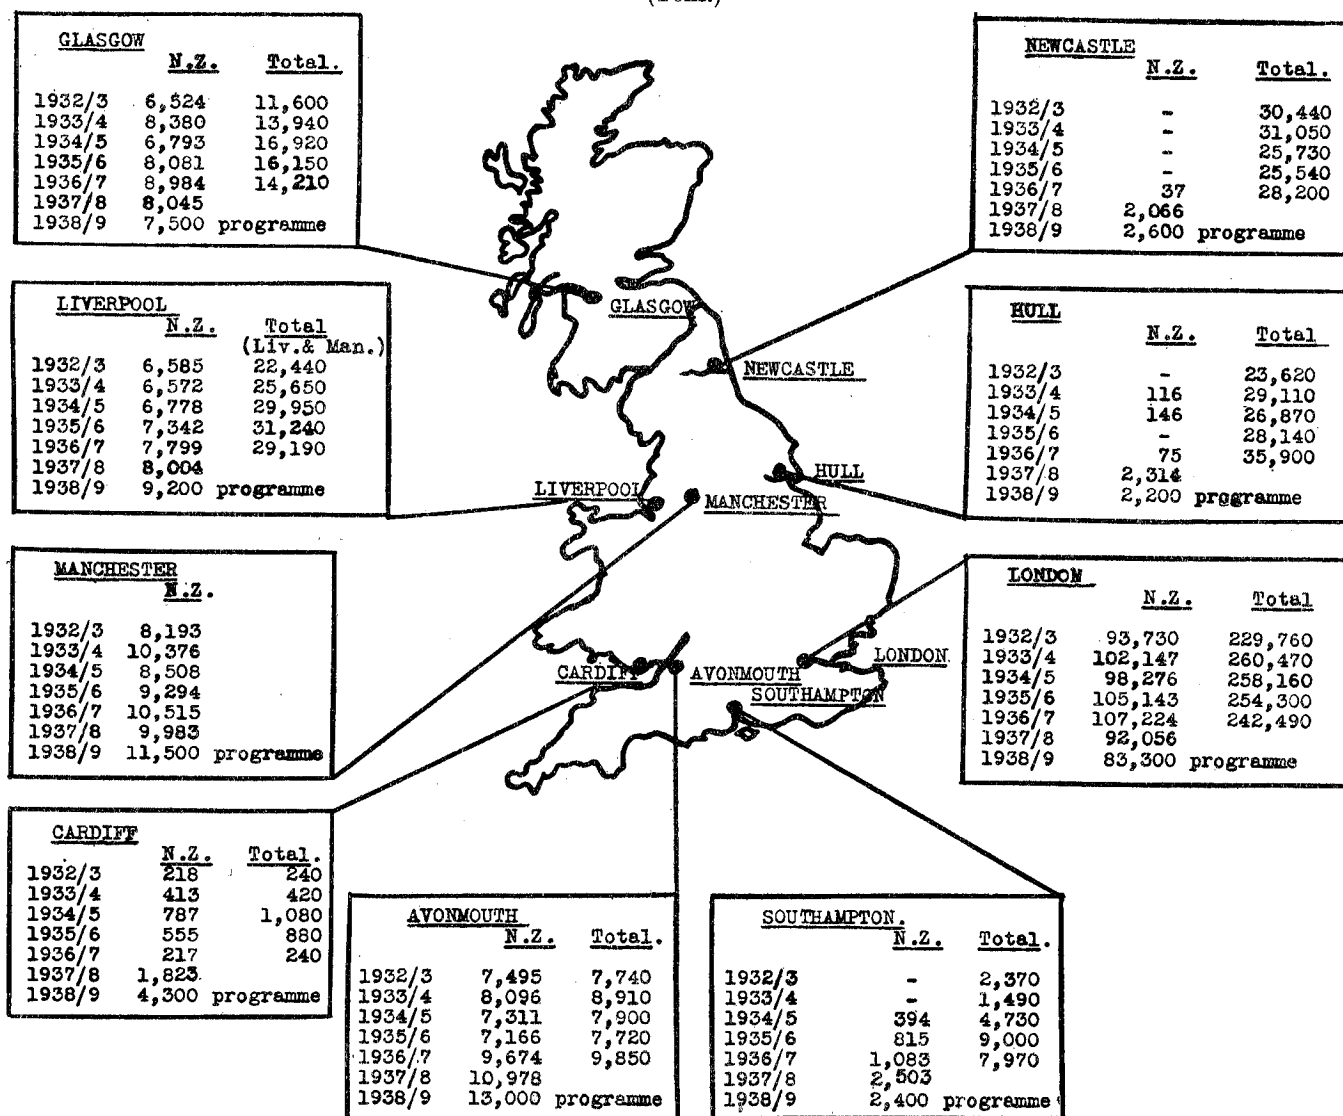 GLASGOW
N.Z. Total.
1932/3 6,524 11,600
1933/4 8,380 13,940
1934/5 6,793 16,920
1935/6 8,081 16,150
1936/7 8,984 14,210
1937/8 8,045
1938/9 7,500 programme
NEWCASTLE
N.Z. Total.
1932/3 - 30,440
1933/4 - 31,050
1934/5 - 25,730
1935/6 - 25,540
1936/7 37 28,200
1937/8 2,066
1938/9 2,600 programme
LIVERPOOL
N.Z. Total
(Liv.& Man.)
1932/3 6,585 22,440
1933/4 6,572 25,650
1934/5 6,778 29,950
1935/6 7,342 31,240
1936/7 7,799 29,190
1937/8 8,004
1938/9 9,200 programme
HULL
N.Z. Total
1932/3 - 23,620
1933/4 116 29,110
1934/5 146 26,870
1935/6 - 28,140
1936/7 75 35,900
1937/8 2,314
1938/9 2,200 programme
GLASGOW
NEWCASTLE
HULL
LIVERPOOL
MANCHESTER
LONDON.
CARDIFF
AVONMOUTH
SOUTHAMPTON
MANCHESTER
N.Z.
1932/3 8,193
1933/4 10,376
1934/5 8,508
1935/6 9,294
1936/7 10,515
1937/8 9,983
1938/9 11,500 programme
LONDON
N.Z. Total
1932/3 93,730 229,760
1933/4 102,147 260,470
1934/5 98,276 258,160
1935/6 105,143 254,300
1936/7 107,224 242,490
1937/8 92,056
1938/9 83,300 programme
CARDIFF
N.Z. Total.
1932/3 218 240
1933/4 413 420
1934/5 787 1,080
1935/6 555 880
1936/7 217 240
1937/8 1,823
1938/9 4,300 programme
AVONMOUTH
N.Z. Total.
1932/3 7,495 7,740
1933/4 8,096 8,910
1934/5 7,311 7,900
1935/6 7,166 7,720
1936/7 9,674 9,850
1937/8 10,978
1938/9 13,000 programme
SOUTHAMPTON.
N.Z. Total.
1932/3 - 2,370
1933/4 - 1,490
1934/5 394 4,730
1935/6 815 9,000
1936/7 1,083 7,970
1937/8 2,503
1938/9 2,400 programme